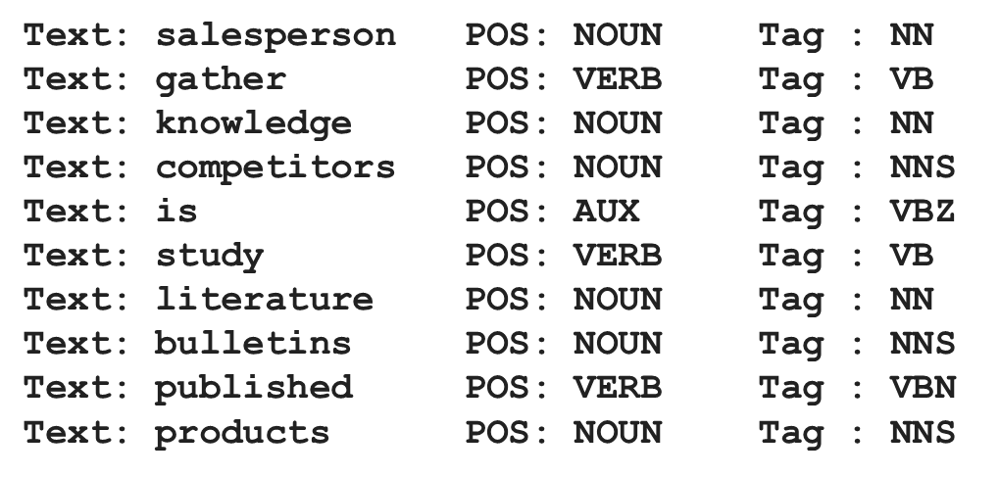 Text: salesperson POS: NOUN Tag : NN
Text: gather POS: VERB Tag : VB
Text: knowledge POS: NOUN Tag : NN
Text: competitors POS: NOUN Tag : NNS
Text: is POS: AUX Tag : VBZ
Text: study POS: VERB Tag : VB
Text: literature POS: NOUN Tag : NN
Text: bulletins POS: NOUN Tag : NNS
Text: published POS: VERB Tag : VBN
Text: products POS: NOUN Tag : NNS